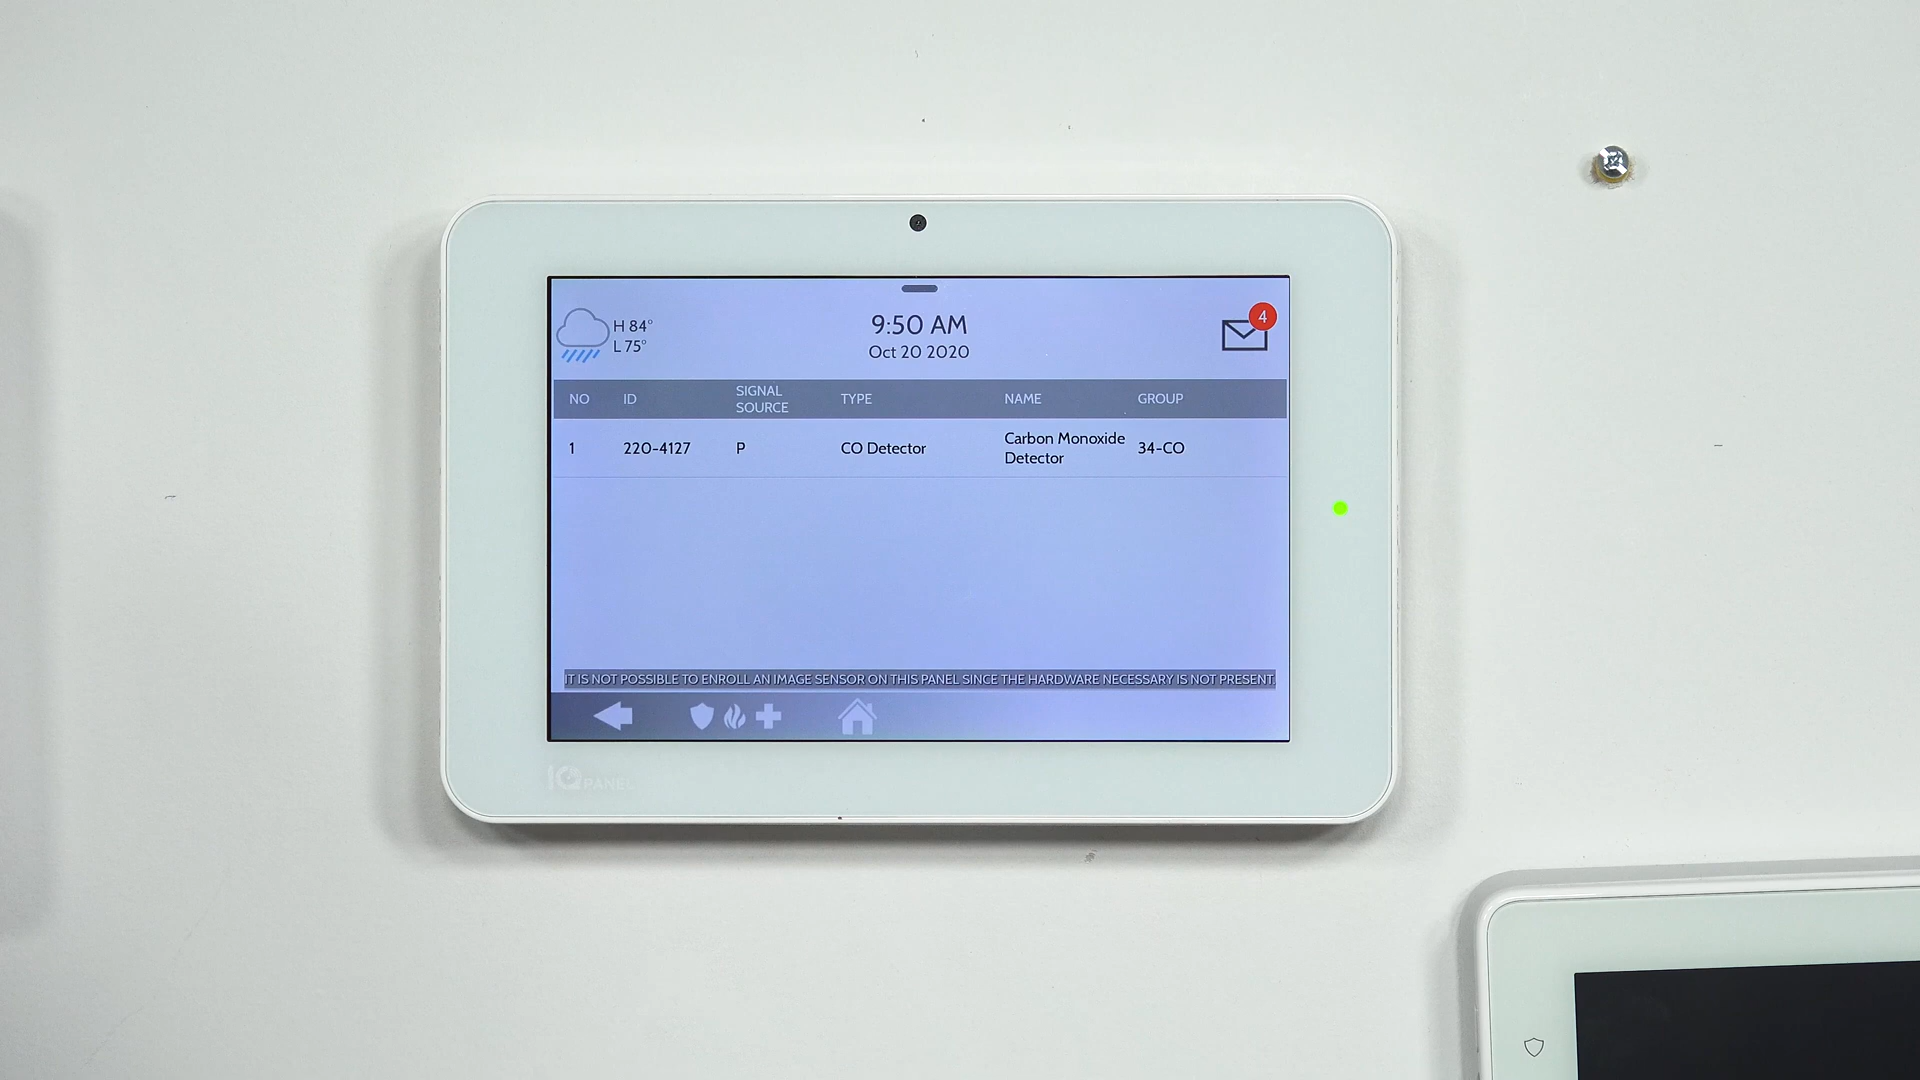 H 84°
L 75°
9:50 AM
Oct 20 2020
4
NO ID SIGNAL SOURCE TYPE NAME GROUP
1 220-4127 P CO Detector Carbon Monoxide Detector 34-CO
IT IS NOT POSSIBLE TO ENROLL AN IMAGE SENSOR ON THIS PANEL SINCE THE HARDWARE NECESSARY IS NOT PRESENT.
IQ PANEL